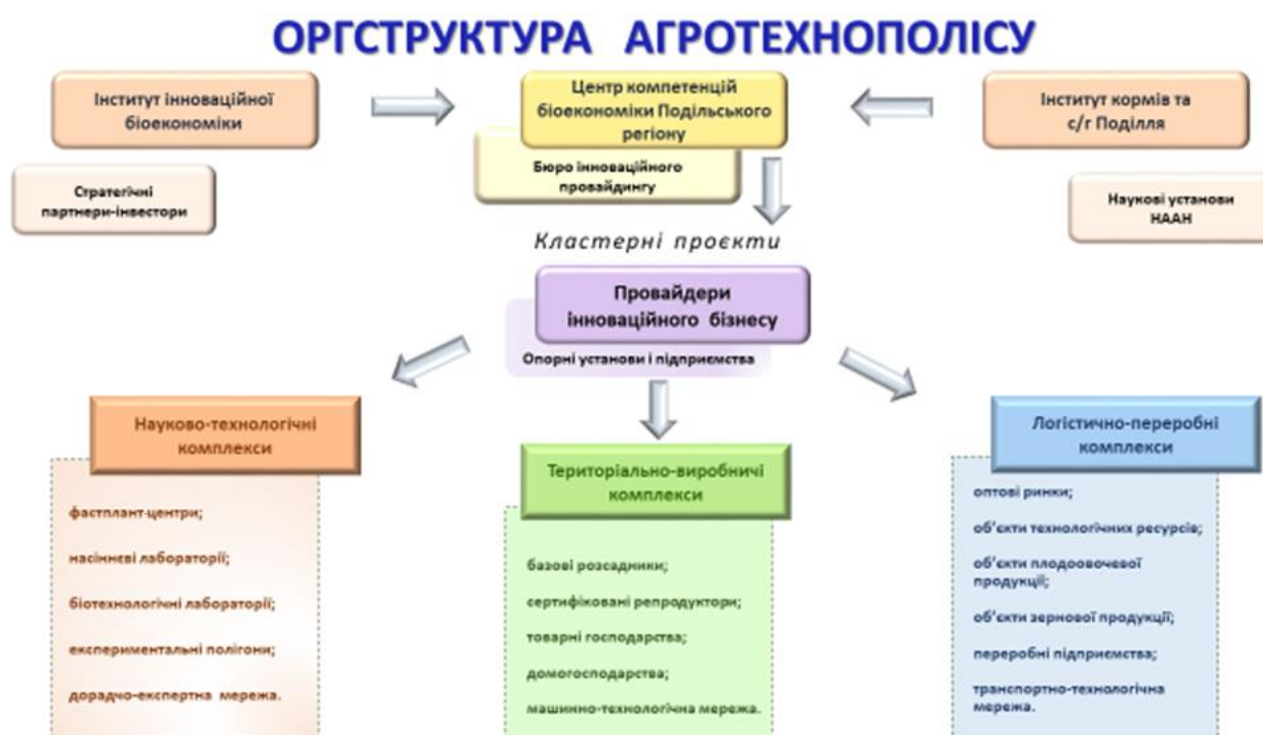 ОРГСТРУКТУРА АГРОТЕХНОПОЛІСУ
Інститут інноваційної
біоекономіки
Стратегічні
партнери-інвестори
Центр компетенцій
біоекономіки Подільського
регіону
Бюро інноваційного
провайдингу
Інститут кормів та
с/г Поділля
Наукові установи
НААН
Кластерні проєкти
Провайдери
інноваційного бізнесу
Опорні установи і підприємства
Науково-технологічні
комплекси
фастплант-центри;
насіннєві лабораторії;
біотехнологічні лабораторії;
експериментальні полігони;
дорадчо-експертна мережа.
Територіально-виробничі
комплекси
базові розсадники;
сертифіковані репродуктори;
товарні господарства;
домогосподарства;
машинно-технологічна мережа.
Логістично-переробні
комплекси
оптові ринки;
об'єкти технологічних ресурсів;
об'єкти плодоовочевої
продукції;
об'єкти зернової продукції;
переробні підприємства;
транспортно-технологічна
мережа.